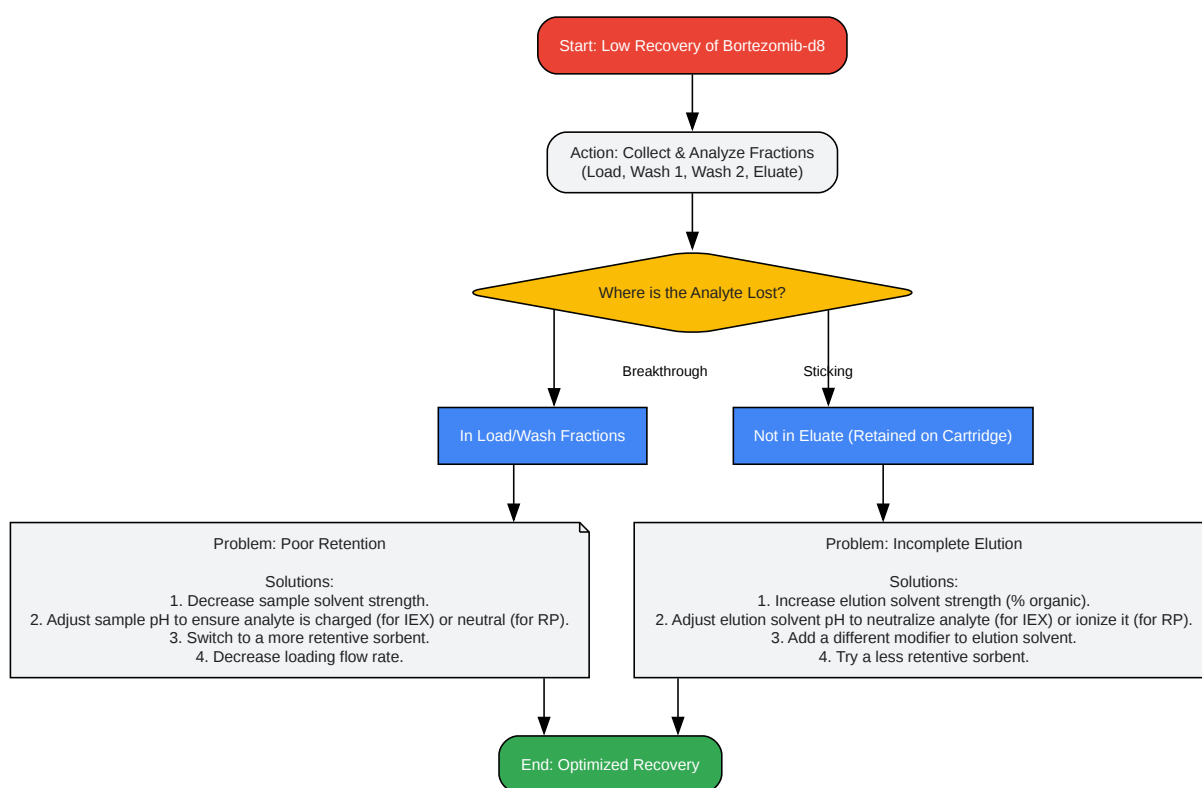 Start: Low Recovery of Bortezomib-d8
Action: Collect & Analyze Fractions
(Load, Wash 1, Wash 2, Eluate)
Where is the Analyte Lost?
Breakthrough
Sticking
In Load/Wash Fractions
Not in Eluate (Retained on Cartridge)
Problem: Poor Retention
Solutions:
1. Decrease sample solvent strength.
2. Adjust sample pH to ensure analyte is charged (for IEX) or neutral (for RP).
3. Switch to a more retentive sorbent.
4. Decrease loading flow rate.
Problem: Incomplete Elution
Solutions:
1. Increase elution solvent strength (% organic).
2. Adjust elution solvent pH to neutralize analyte (for IEX) or ionize it (for RP).
3. Add a different modifier to elution solvent.
4. Try a less retentive sorbent.
End: Optimized Recovery